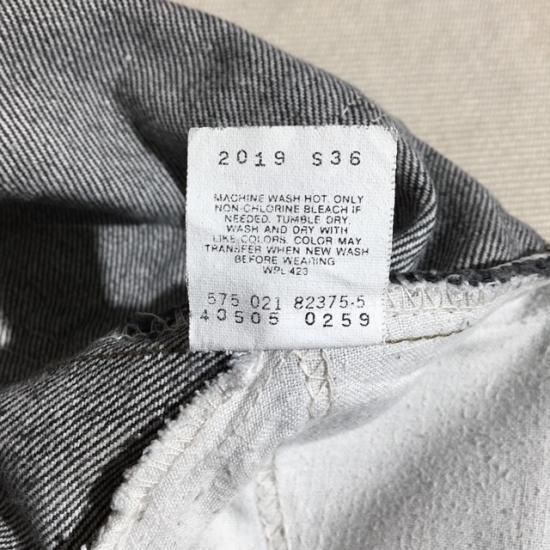 2019 S36
MACHINE WASH HOT. ONLY
NON-CHLORINE BLEACH IF
NEEDED. TUMBLE DRY.
WASH AND DRY WITH
LIKE COLORS. COLOR MAY
TRANSFER WHEN NEW WASH
BEFORE WEARING
WPL 423
575 021 82375-5
43505 0259